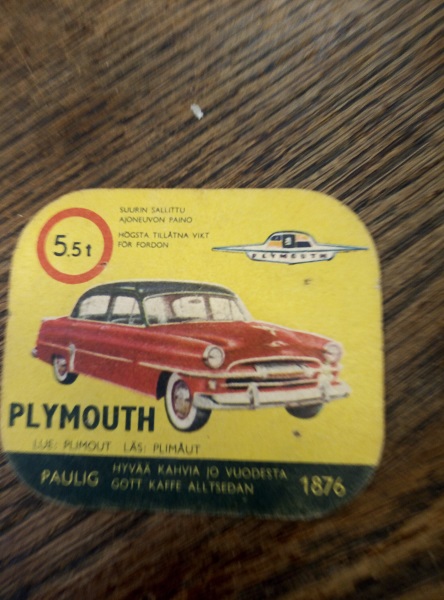 5.5 t
SUURIN SALLITTU
AJONEUVON PAINO
HÖGSTA TILLÅTNA VIKT
FÖR FORDON
PLYMOUTH
PLYMOUTH
LUE: PLIMOUT LÄS: PLIMÅUT
PAULIG
HYVÄÄ KAHVIA JO VUODESTA
GOTT KAFFE ALLTSEDAN
1876